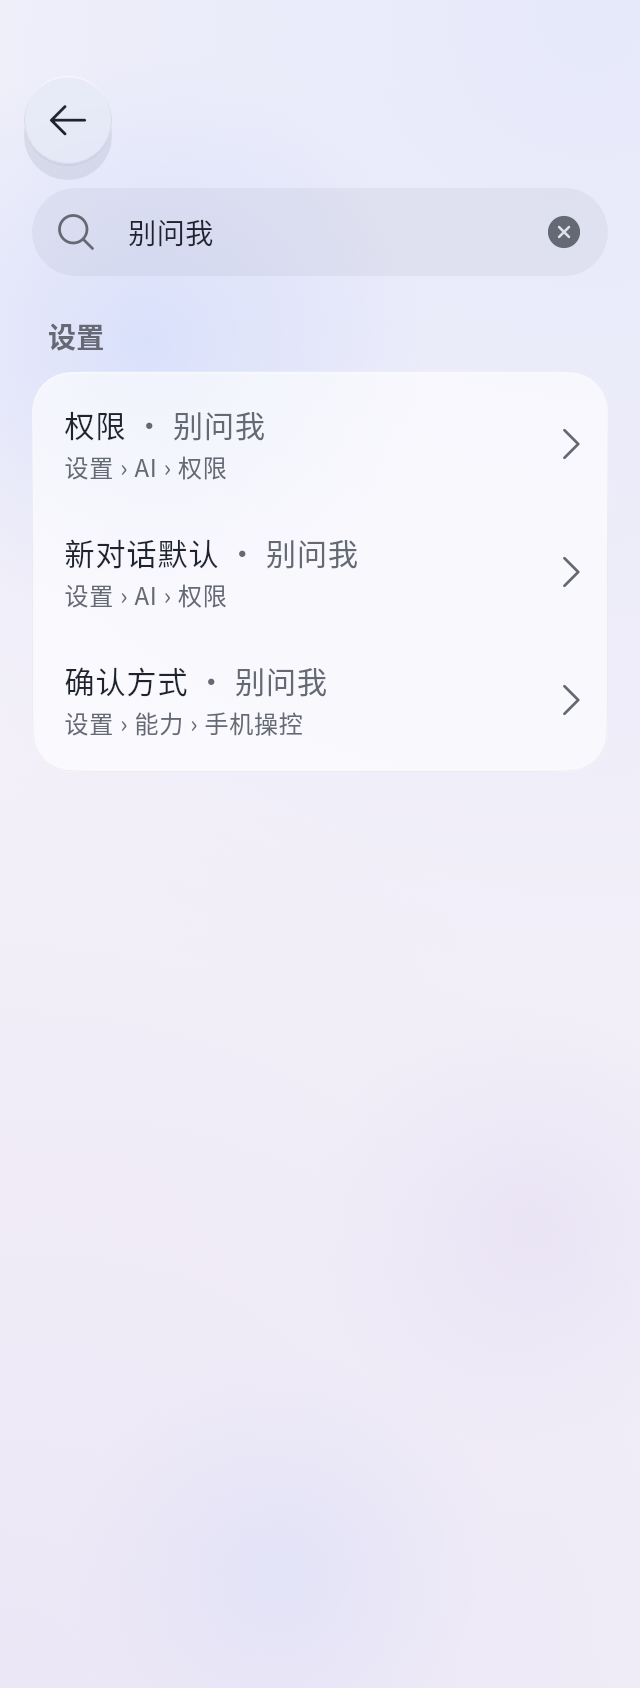 别问我
设置
权限 · 别问我
设置 › AI › 权限
新对话默认 · 别问我
设置 › AI › 权限
确认方式 · 别问我
设置 › 能力 › 手机操控